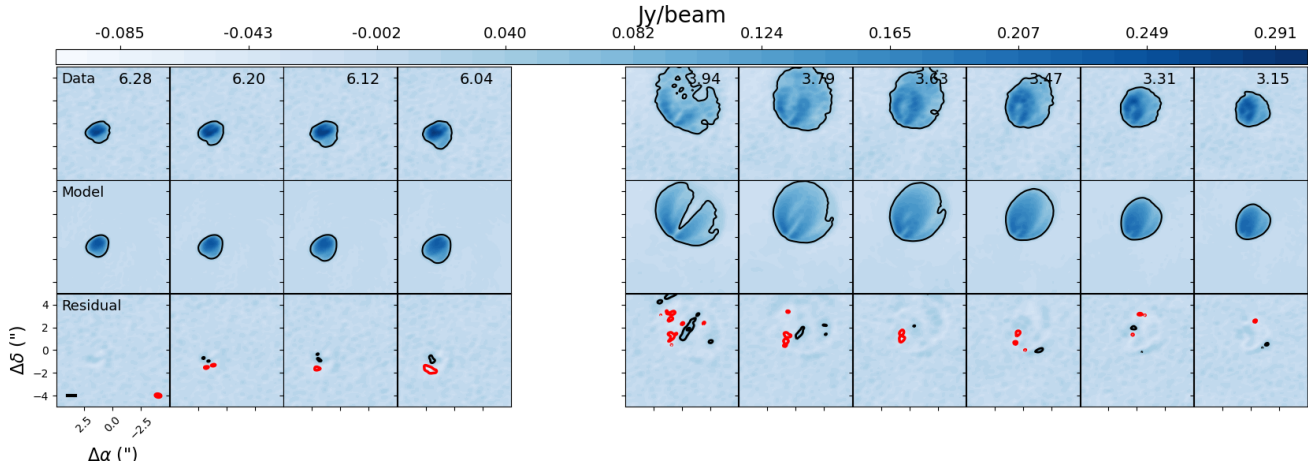 Jy/beam
-0.085 -0.043 -0.002 0.040 0.082 0.124 0.165 0.207 0.249 0.291
Data 6.28 6.20 6.12 6.04 3.94 3.79 3.63 3.47 3.31 3.15
Model
Residual
4
2
0
−2
−4
Δδ (")
2.5 0.0 −2.5
Δα (")